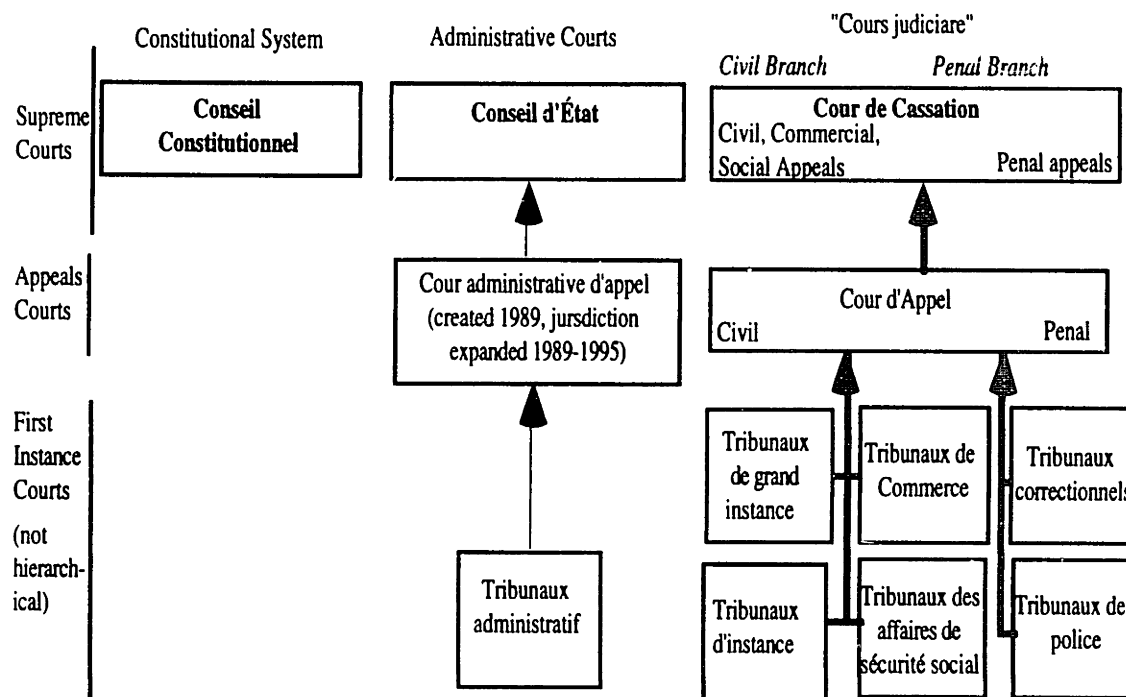 Constitutional System
Administrative Courts
"Cours judiciare"
Civil Branch
Penal Branch
Supreme
Courts
Conseil
Constitutionnel
Conseil d'État
Cour de Cassation
Civil, Commercial,
Social Appeals
Penal appeals
Appeals
Courts
Cour administrative d'appel
(created 1989, jursdiction
expanded 1989-1995)
Cour d'Appel
Civil
Penal
First
Instance
Courts
(not
hierarch-
ical)
Tribunaux
administratif
Tribunaux
de grand
instance
Tribunaux de
Commerce
Tribunaux
correctionnels
Tribunaux
d'instance
Tribunaux des
affaires de
sécurité social
Tribunaux de
police